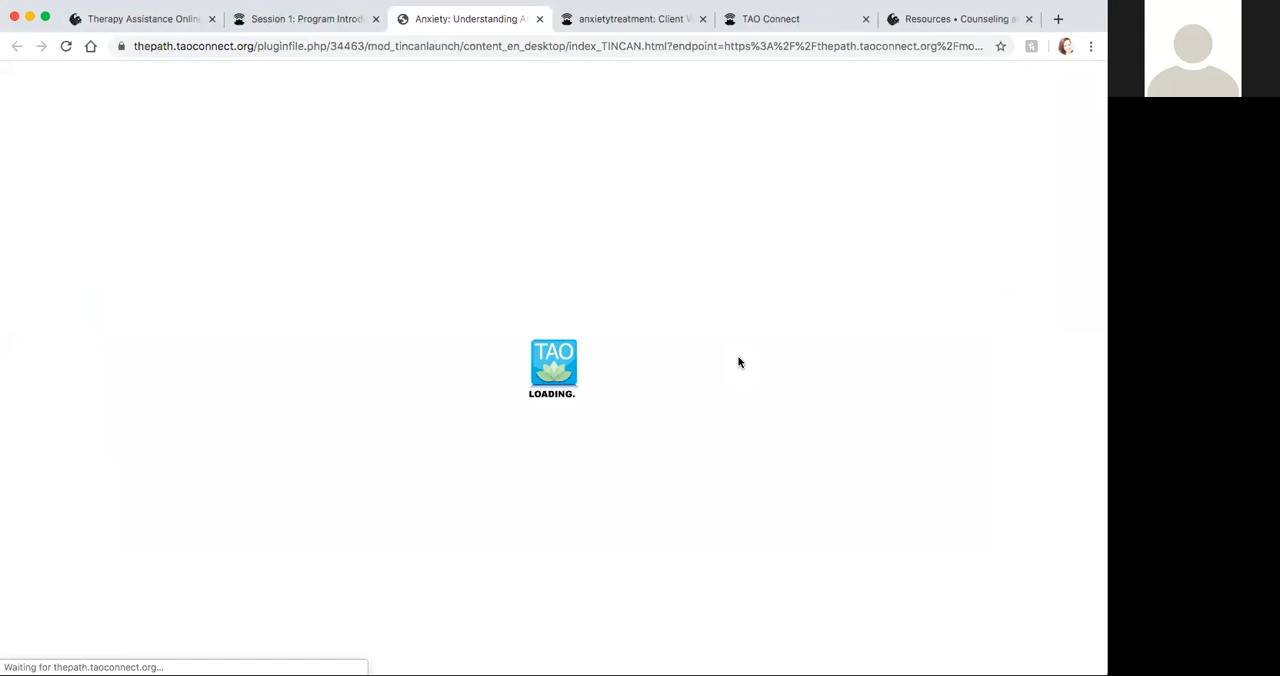 Therapy Assistance Onlin
Session 1: Program Introd
Anxiety: Understanding A
anxietytreatment: Client W
TAO Connect
Resources • Counseling a
thepath.taoconnect.org/pluginfile.php/34463/mod_tincanlaunch/content_en_desktop/index_TINCAN.html?endpoint=https%3A%2F%2Fthepath.taoconnect.org%2Fmo...
TAO
LOADING.
Waiting for thepath.taoconnect.org...